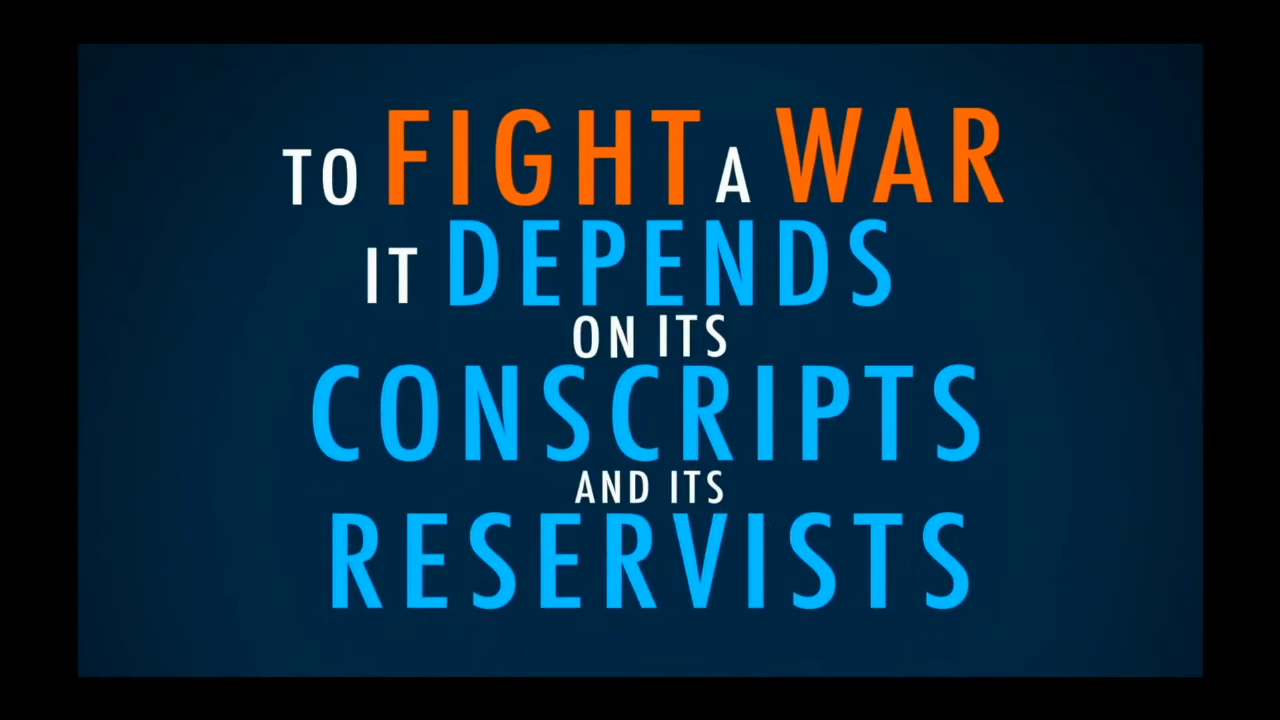 TO FIGHT A WAR
IT DEPENDS
ON ITS
CONSCRIPTS
AND ITS
RESERVISTS